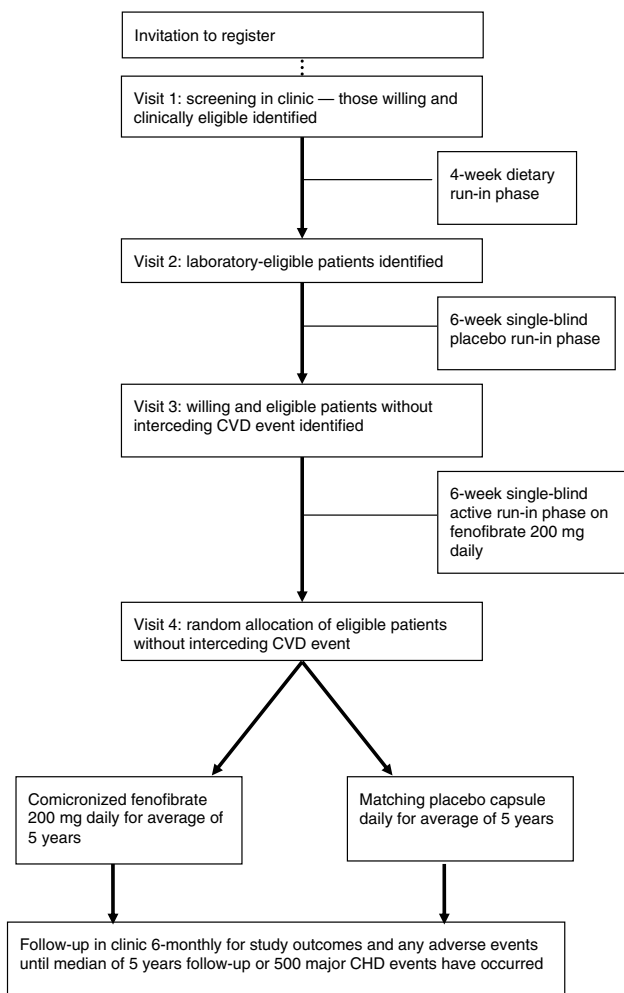 Invitation to register
Visit 1: screening in clinic — those willing and
clinically eligible identified
4-week dietary
run-in phase
Visit 2: laboratory-eligible patients identified
6-week single-blind
placebo run-in phase
Visit 3: willing and eligible patients without
interceding CVD event identified
6-week single-blind
active run-in phase on
fenofibrate 200 mg
daily
Visit 4: random allocation of eligible patients
without interceding CVD event
Comicronized fenofibrate
200 mg daily for average of
5 years
Matching placebo capsule
daily for average of 5 years
Follow-up in clinic 6-monthly for study outcomes and any adverse events
until median of 5 years follow-up or 500 major CHD events have occurred